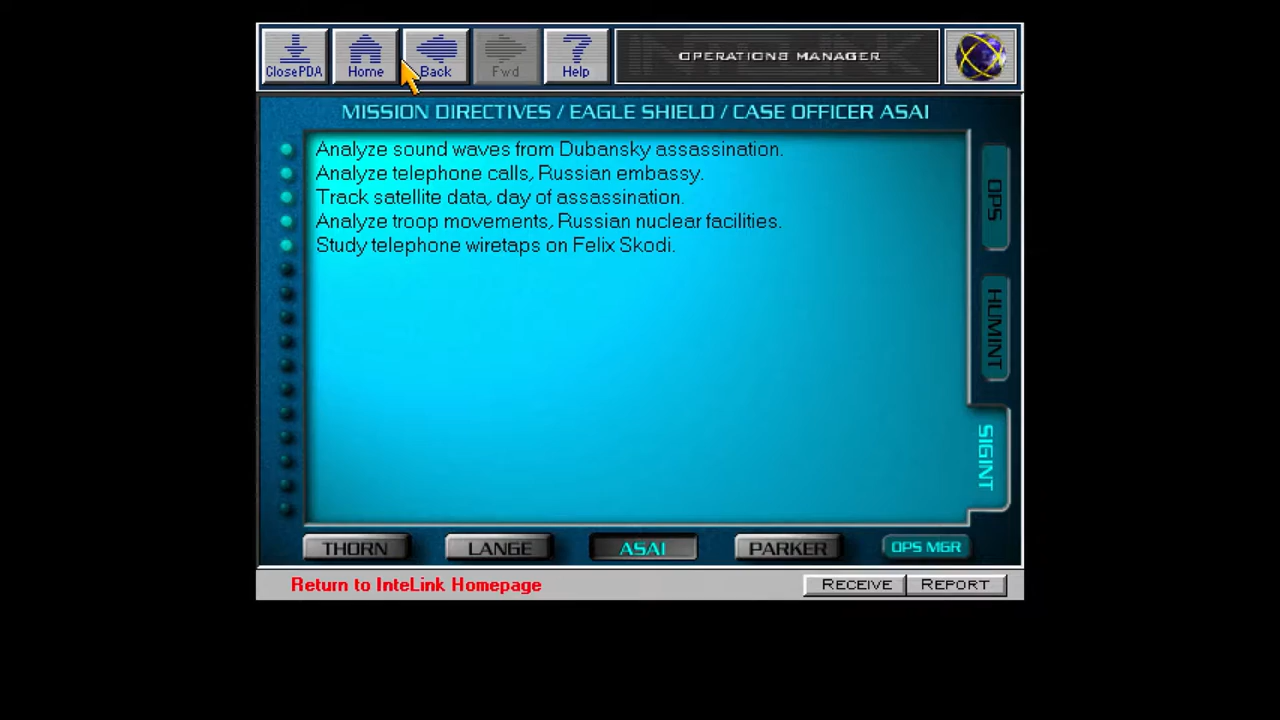 ClosePDA Home Back Fwd Help OPERATIONS MANAGER
MISSION DIRECTIVES / EAGLE SHIELD / CASE OFFICER ASAI
Analyze sound waves from Dubansky assassination.
Analyze telephone calls, Russian embassy.
Track satellite data, day of assassination.
Analyze troop movements, Russian nuclear facilities.
Study telephone wiretaps on Felix Skodi.
OPS
HUMINT
SIGINT
THORN LANGE ASAI PARKER OPS MGR
Return to InteLink Homepage RECEIVE REPORT